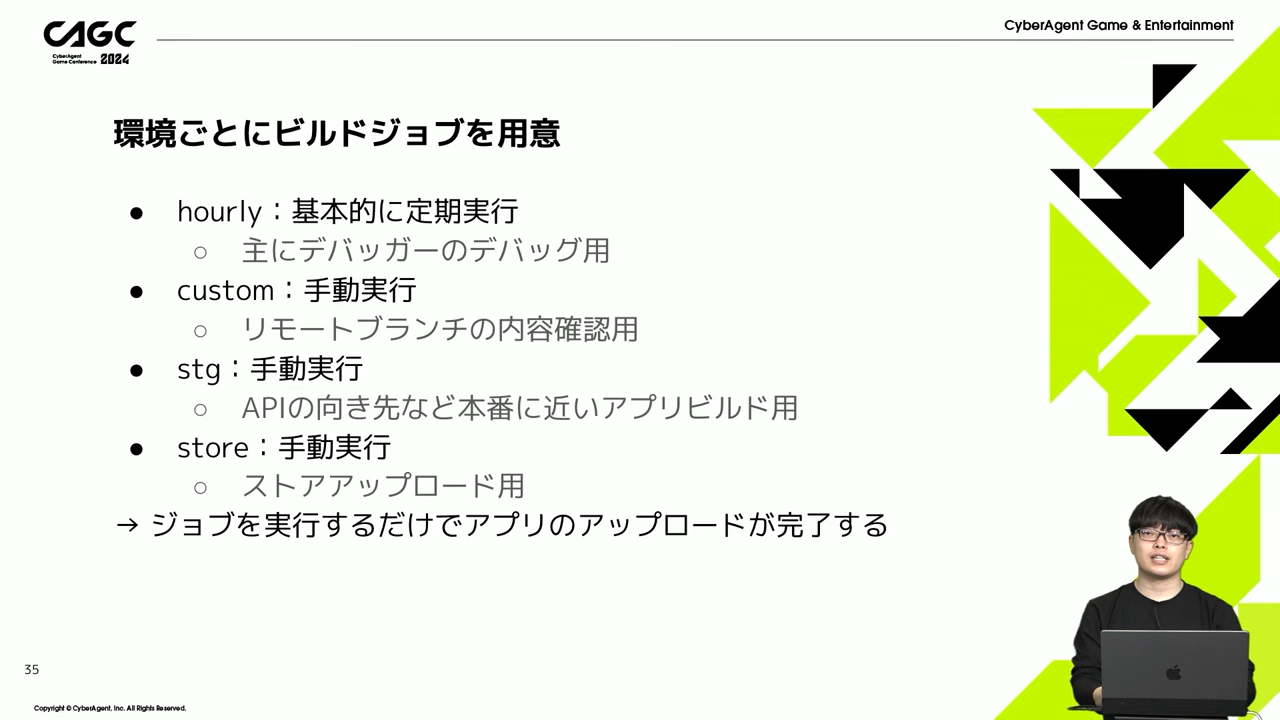 CAGC
CyberAgent
Game Conference 2024
CyberAgent Game & Entertainment
環境ごとにビルドジョブを用意
● hourly：基本的に定期実行
○ 主にデバッガーのデバッグ用
● custom：手動実行
○ リモートブランチの内容確認用
● stg：手動実行
○ APIの向き先など本番に近いアプリビルド用
● store：手動実行
○ ストアアップロード用
→ ジョブを実行するだけでアプリのアップロードが完了する
35
Copyright © CyberAgent, Inc. All Rights Reserved.